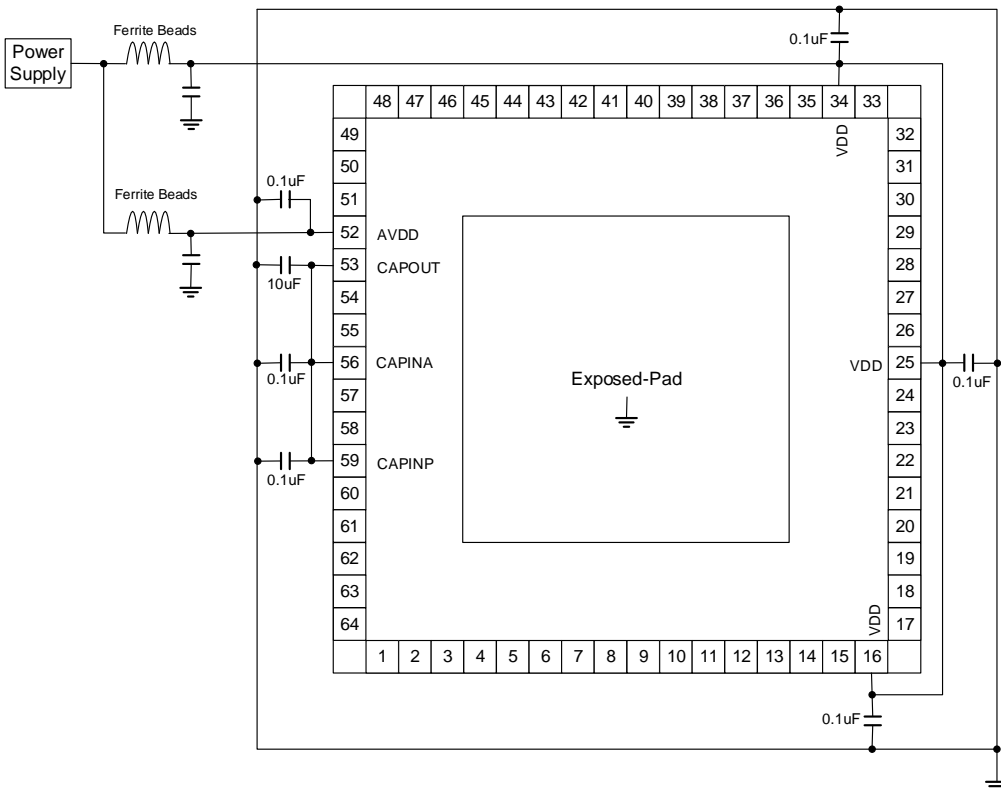 Ferrite Beads
0.1uF
Power
Supply
48 47 46 45 44 43 42 41 40 39 38 37 36 35 34 33
VDD
49
50
51
52
53
54
55
56
57
58
59
60
61
62
63
64
0.1uF
Ferrite Beads
AVDD
CAPOUT
10uF
CAPINA
0.1uF
CAPINP
0.1uF
Exposed-Pad
32
31
30
29
28
27
26
25
24
23
22
21
20
19
18
17
VDD
0.1uF
VDD
1 2 3 4 5 6 7 8 9 10 11 12 13 14 15 16
0.1uF